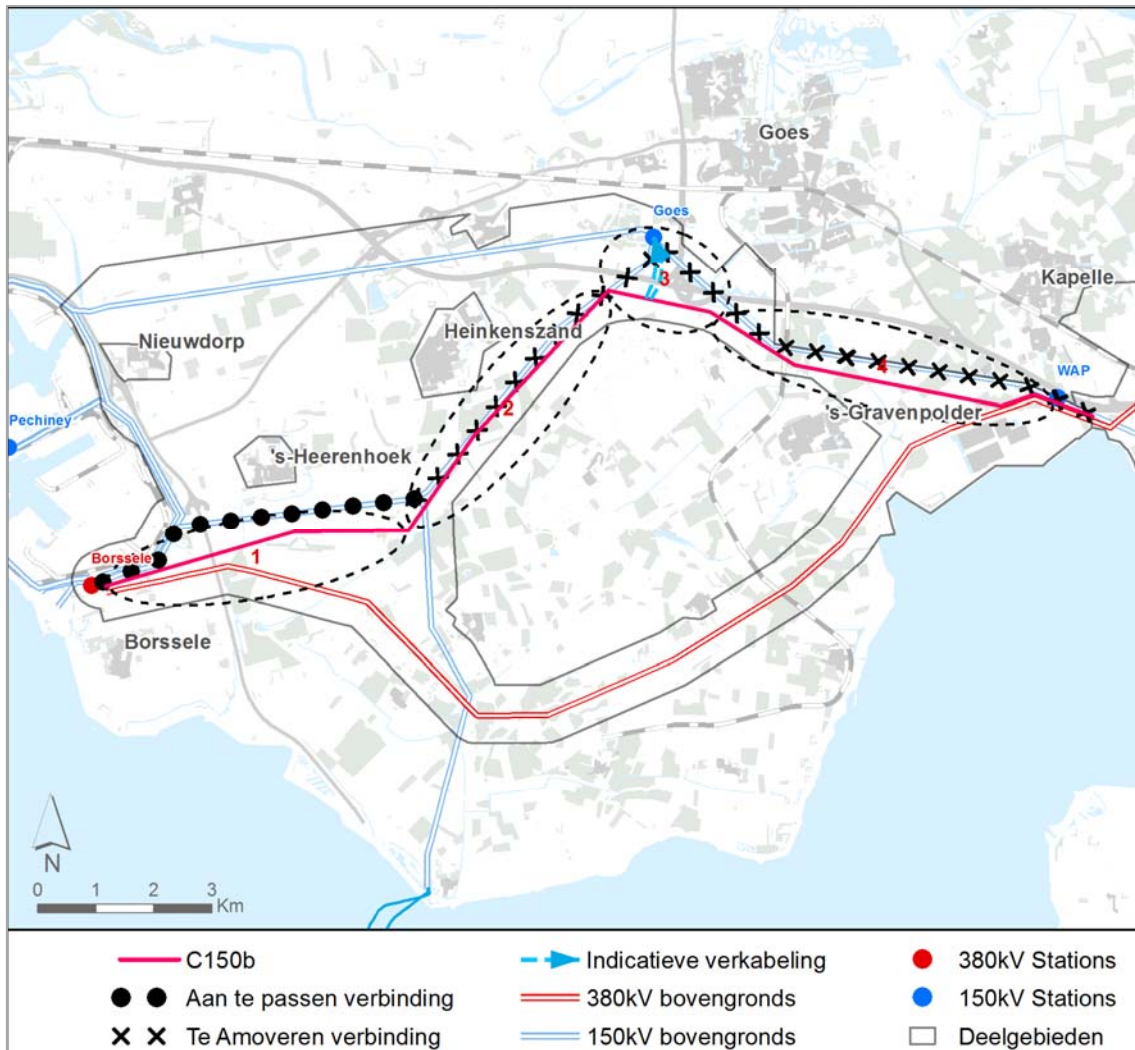 Goes
Goes
Kapelle
3
Nieuwdorp
Heinkenszand
WAP
4
Pechiney
2
's-Gravenpolder
's-Heerenhoek
Borssele
1
Borssele
N
0 1 2 3
Km
C150b
Indicatieve verkabeling
380kV Stations
Aan te passen verbinding
380kV bovengronds
150kV Stations
Te Amoveren verbinding
150kV bovengronds
Deelgebieden